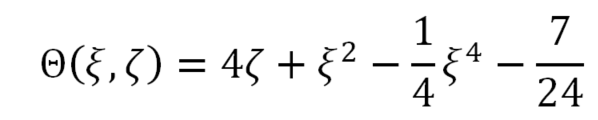 Θ(ξ,ζ) = 4ζ + ξ² − 1/4 ξ⁴ − 7/24